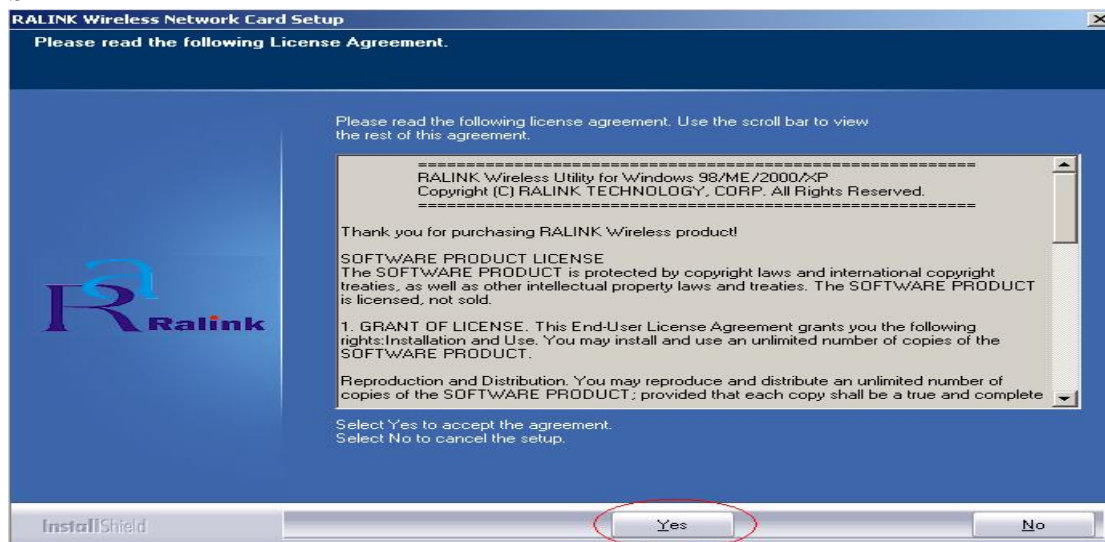 RALINK Wireless Network Card Setup
Please read the following License Agreement.
Please read the following license agreement. Use the scroll bar to view
the rest of this agreement.
============================================================
RALINK Wireless Utility for Windows 98/ME/2000/XP
Copyright (C) RALINK TECHNOLOGY, CORP. All Rights Reserved.
============================================================
Thank you for purchasing RALINK Wireless product!
SOFTWARE PRODUCT LICENSE
The SOFTWARE PRODUCT is protected by copyright laws and international copyright
treaties, as well as other intellectual property laws and treaties. The SOFTWARE PRODUCT
is licensed, not sold.
1. GRANT OF LICENSE. This End-User License Agreement grants you the following
rights:Installation and Use. You may install and use an unlimited number of copies of the
SOFTWARE PRODUCT.
Reproduction and Distribution. You may reproduce and distribute an unlimited number of
copies of the SOFTWARE PRODUCT; provided that each copy shall be a true and complete
Ralink
Select Yes to accept the agreement.
Select No to cancel the setup.
InstallShield
Yes
No